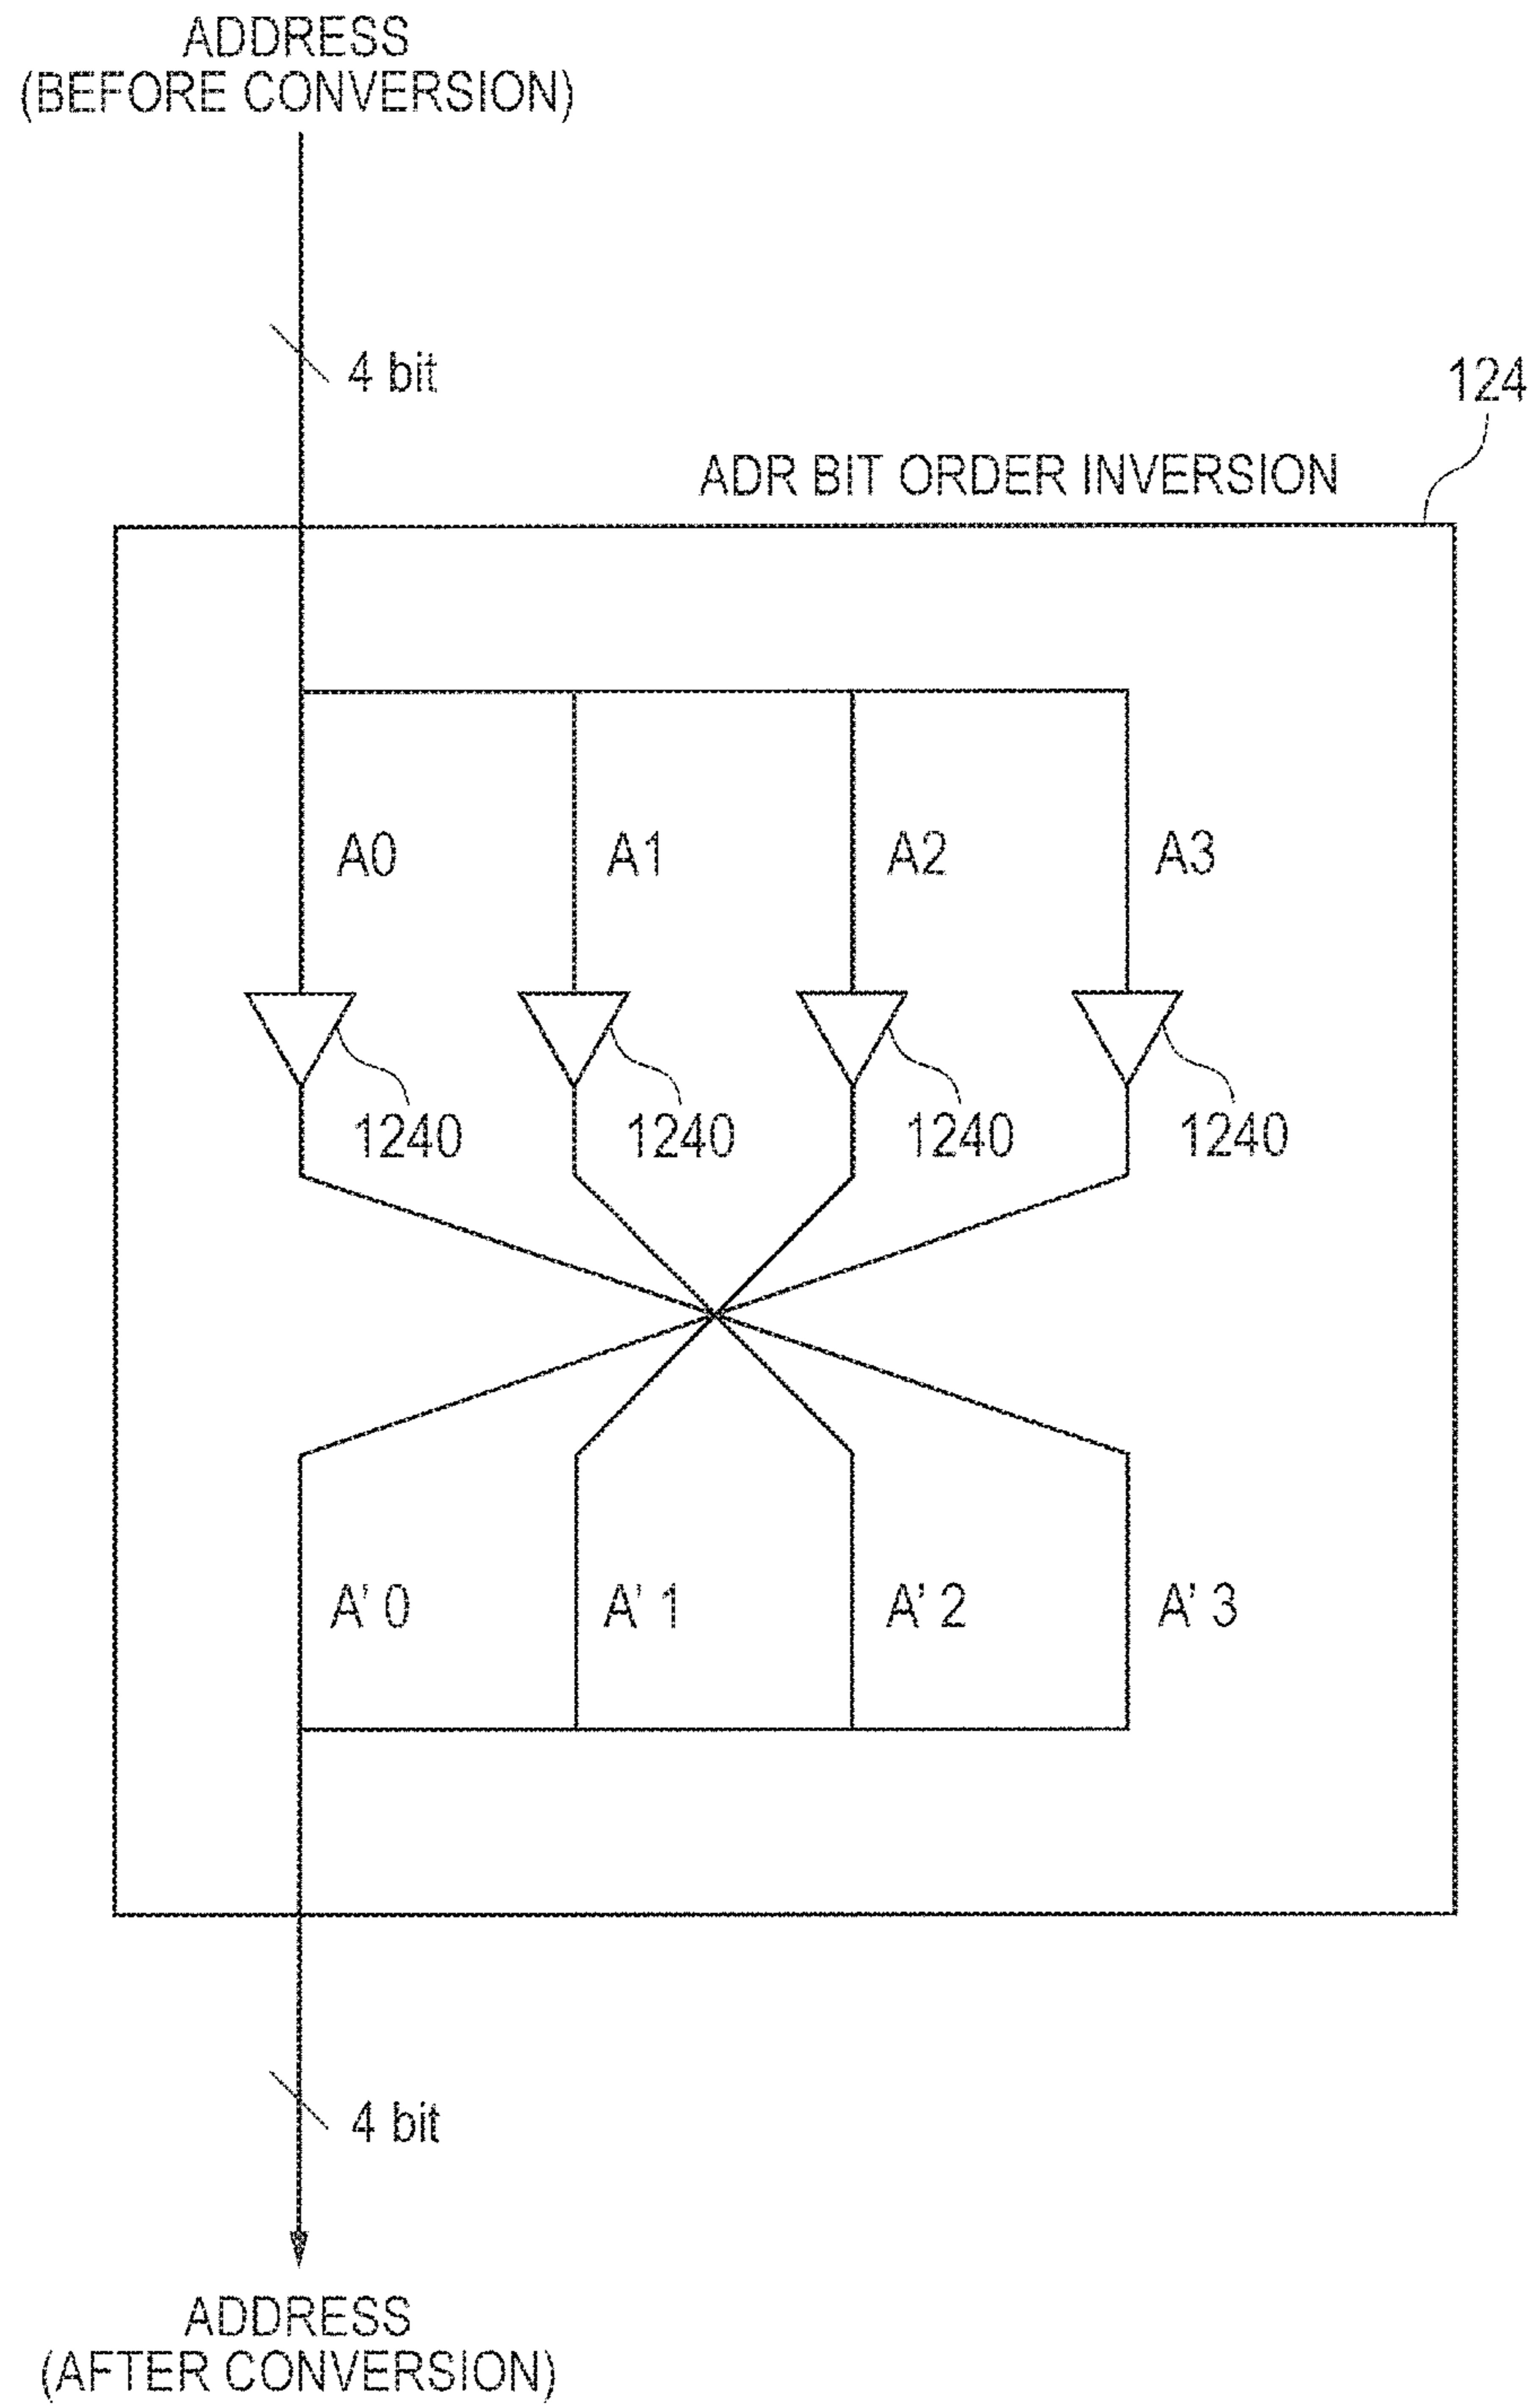 ADDRESS
(BEFORE CONVERSION)
4 bit
124
ADR BIT ORDER INVERSION
A0 A1 A2 A3
1240 1240 1240 1240
A' 0 A' 1 A' 2 A' 3
4 bit
ADDRESS
(AFTER CONVERSION)